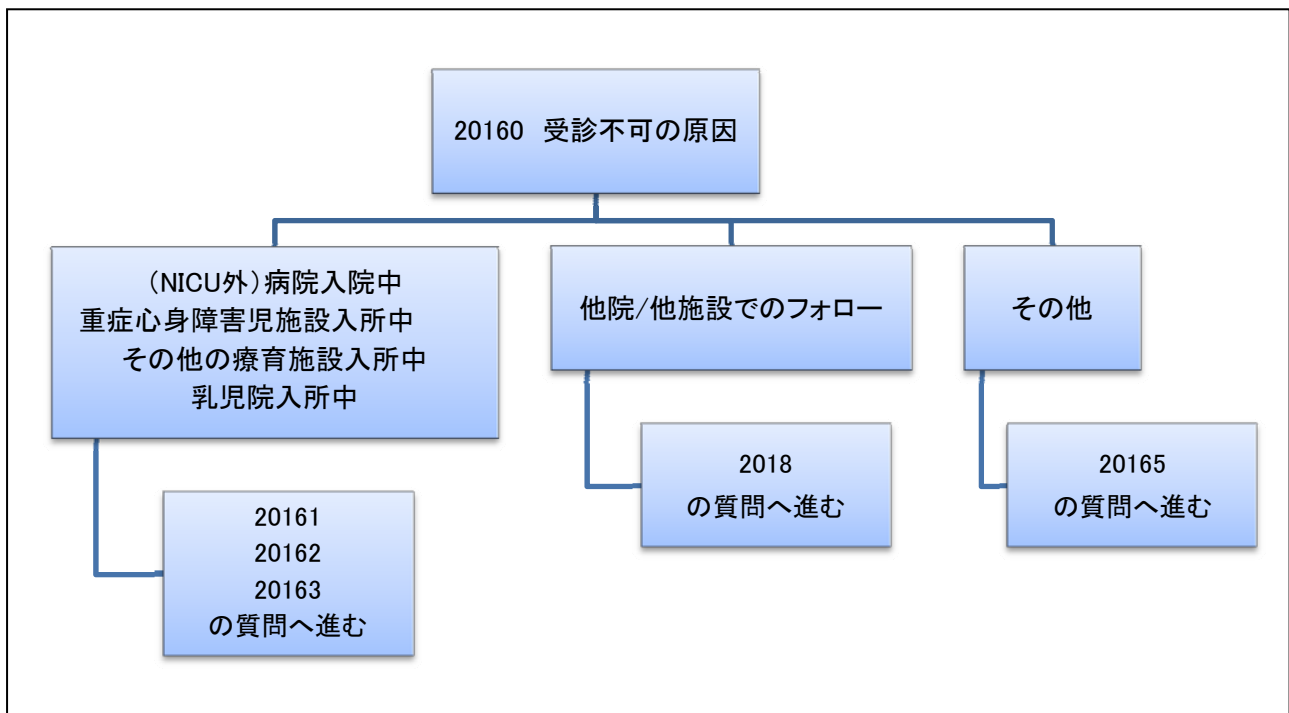 20160 受診不可の原因
(NICU外)病院入院中
重症心身障害児施設入所中
その他の療育施設入所中
乳児院入所中
20161
20162
20163
の質問へ進む
他院/他施設でのフォロー
2018
の質問へ進む
その他
20165
の質問へ進む